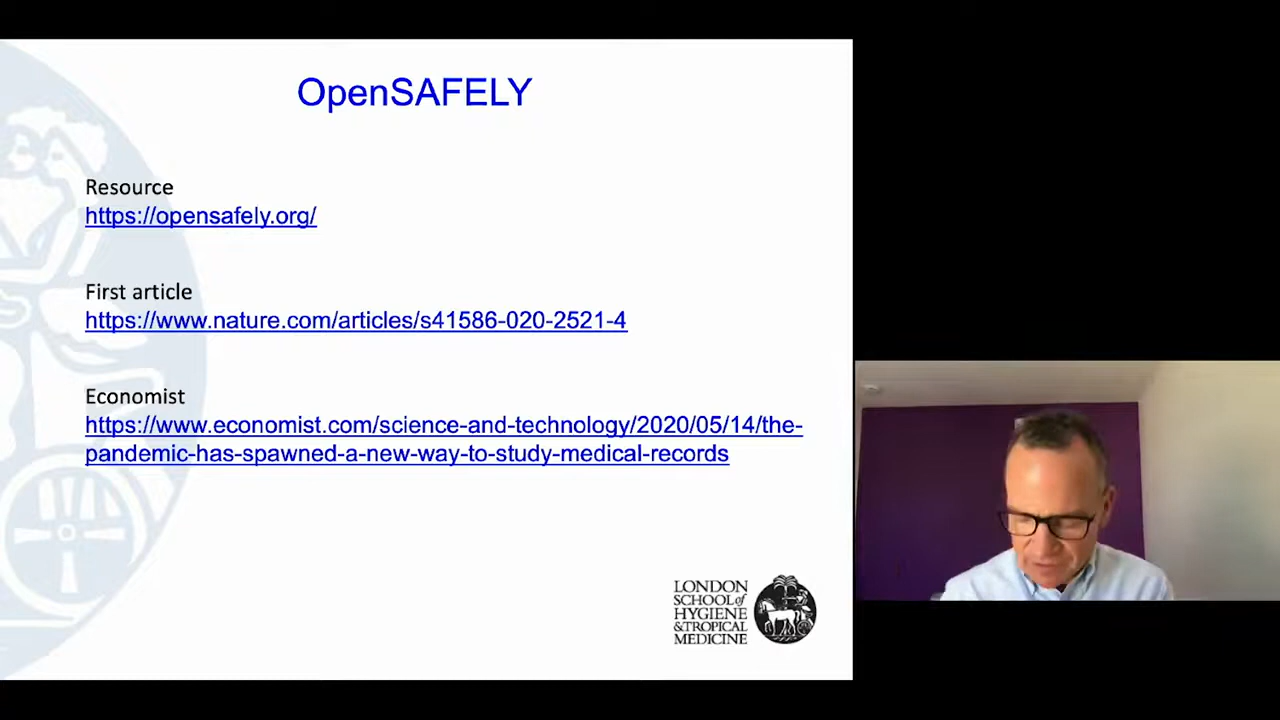 OpenSAFELY
Resource
https://opensafely.org/
First article
https://www.nature.com/articles/s41586-020-2521-4
Economist
https://www.economist.com/science-and-technology/2020/05/14/the-
pandemic-has-spawned-a-new-way-to-study-medical-records
LONDON
SCHOOL of
HYGIENE
& TROPICAL
MEDICINE